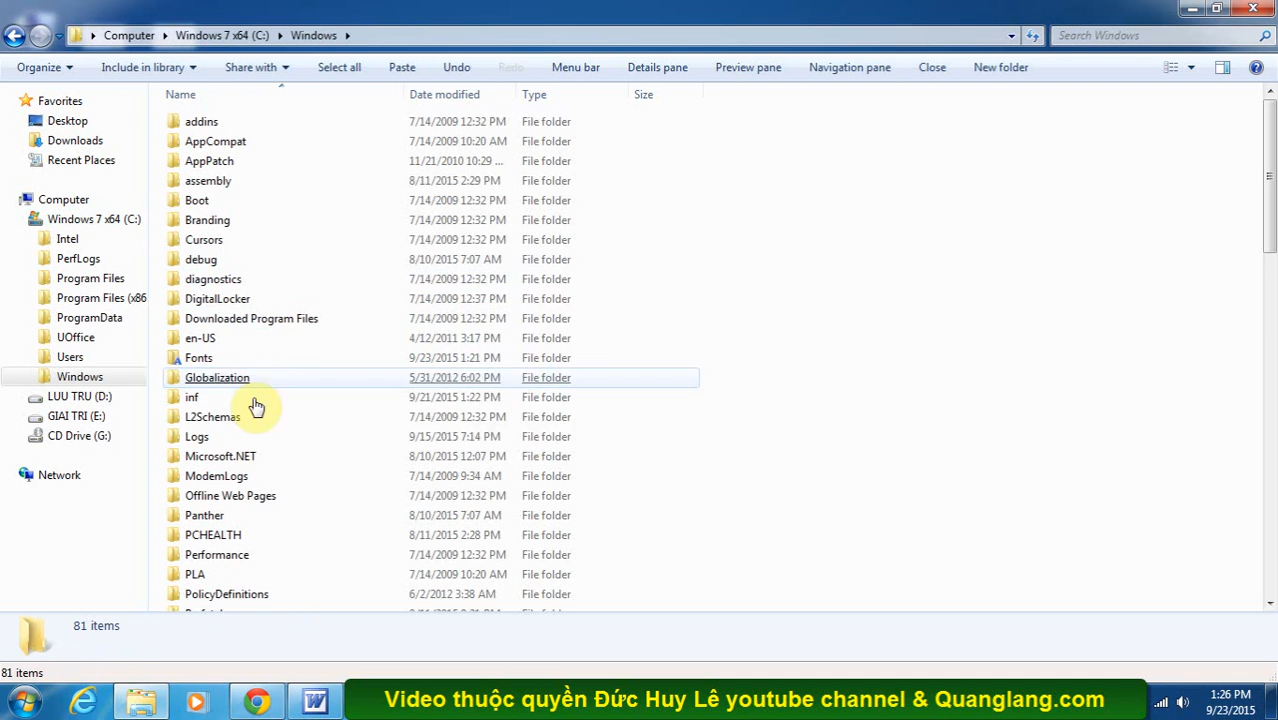 Computer Windows 7 x64 (C:) Windows
Search Windows
Organize Include in library Share with Select all Paste Undo Redo Menu bar Details pane Preview pane Navigation pane Close New folder
Name Date modified Type Size
Favorites
Desktop
Downloads
Recent Places
Computer
Windows 7 x64 (C:)
Intel
PerfLogs
Program Files
Program Files (x86
ProgramData
UOffice
Users
Windows
LUU TRU (D:)
GIAI TRI (E:)
CD Drive (G:)
Network
addins 7/14/2009 12:32 PM File folder
AppCompat 7/14/2009 10:20 AM File folder
AppPatch 11/21/2010 10:29 ... File folder
assembly 8/11/2015 2:29 PM File folder
Boot 7/14/2009 12:32 PM File folder
Branding 7/14/2009 12:32 PM File folder
Cursors 7/14/2009 12:32 PM File folder
debug 8/10/2015 7:07 AM File folder
diagnostics 7/14/2009 12:32 PM File folder
DigitalLocker 7/14/2009 12:37 PM File folder
Downloaded Program Files 7/14/2009 12:32 PM File folder
en-US 4/12/2011 3:17 PM File folder
Fonts 9/23/2015 1:21 PM File folder
Globalization 5/31/2012 6:02 PM File folder
inf 9/21/2015 1:22 PM File folder
L2Schemas 7/14/2009 12:32 PM File folder
Logs 9/15/2015 7:14 PM File folder
Microsoft.NET 8/10/2015 12:07 PM File folder
ModemLogs 7/14/2009 9:34 AM File folder
Offline Web Pages 7/14/2009 12:32 PM File folder
Panther 8/10/2015 7:07 AM File folder
PCHEALTH 8/11/2015 2:28 PM File folder
Performance 7/14/2009 12:32 PM File folder
PLA 7/14/2009 10:20 AM File folder
PolicyDefinitions 6/2/2012 3:38 AM File folder
81 items
81 items
Video thuộc quyền Đức Huy Lê youtube channel & Quanglang.com
1:26 PM
9/23/2015